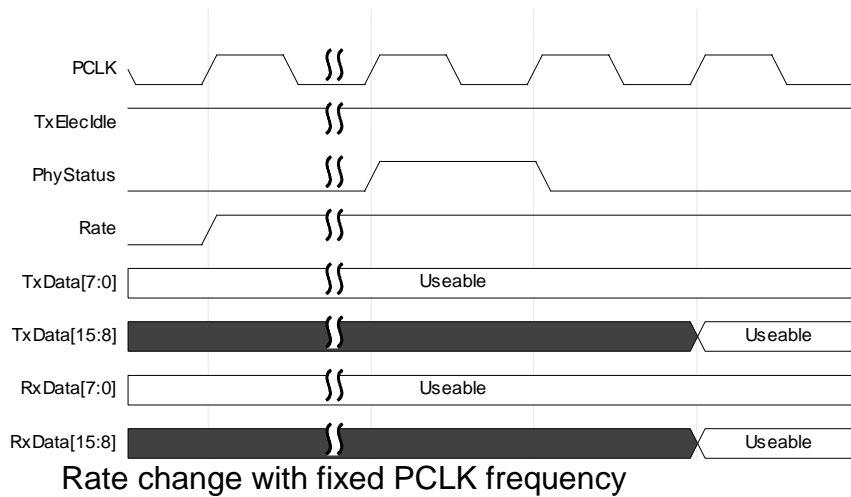 PCLK
TxElecIdle
PhyStatus
Rate
TxData[7:0] Useable
TxData[15:8] Useable
RxData[7:0] Useable
RxData[15:8] Useable
Rate change with fixed PCLK frequency